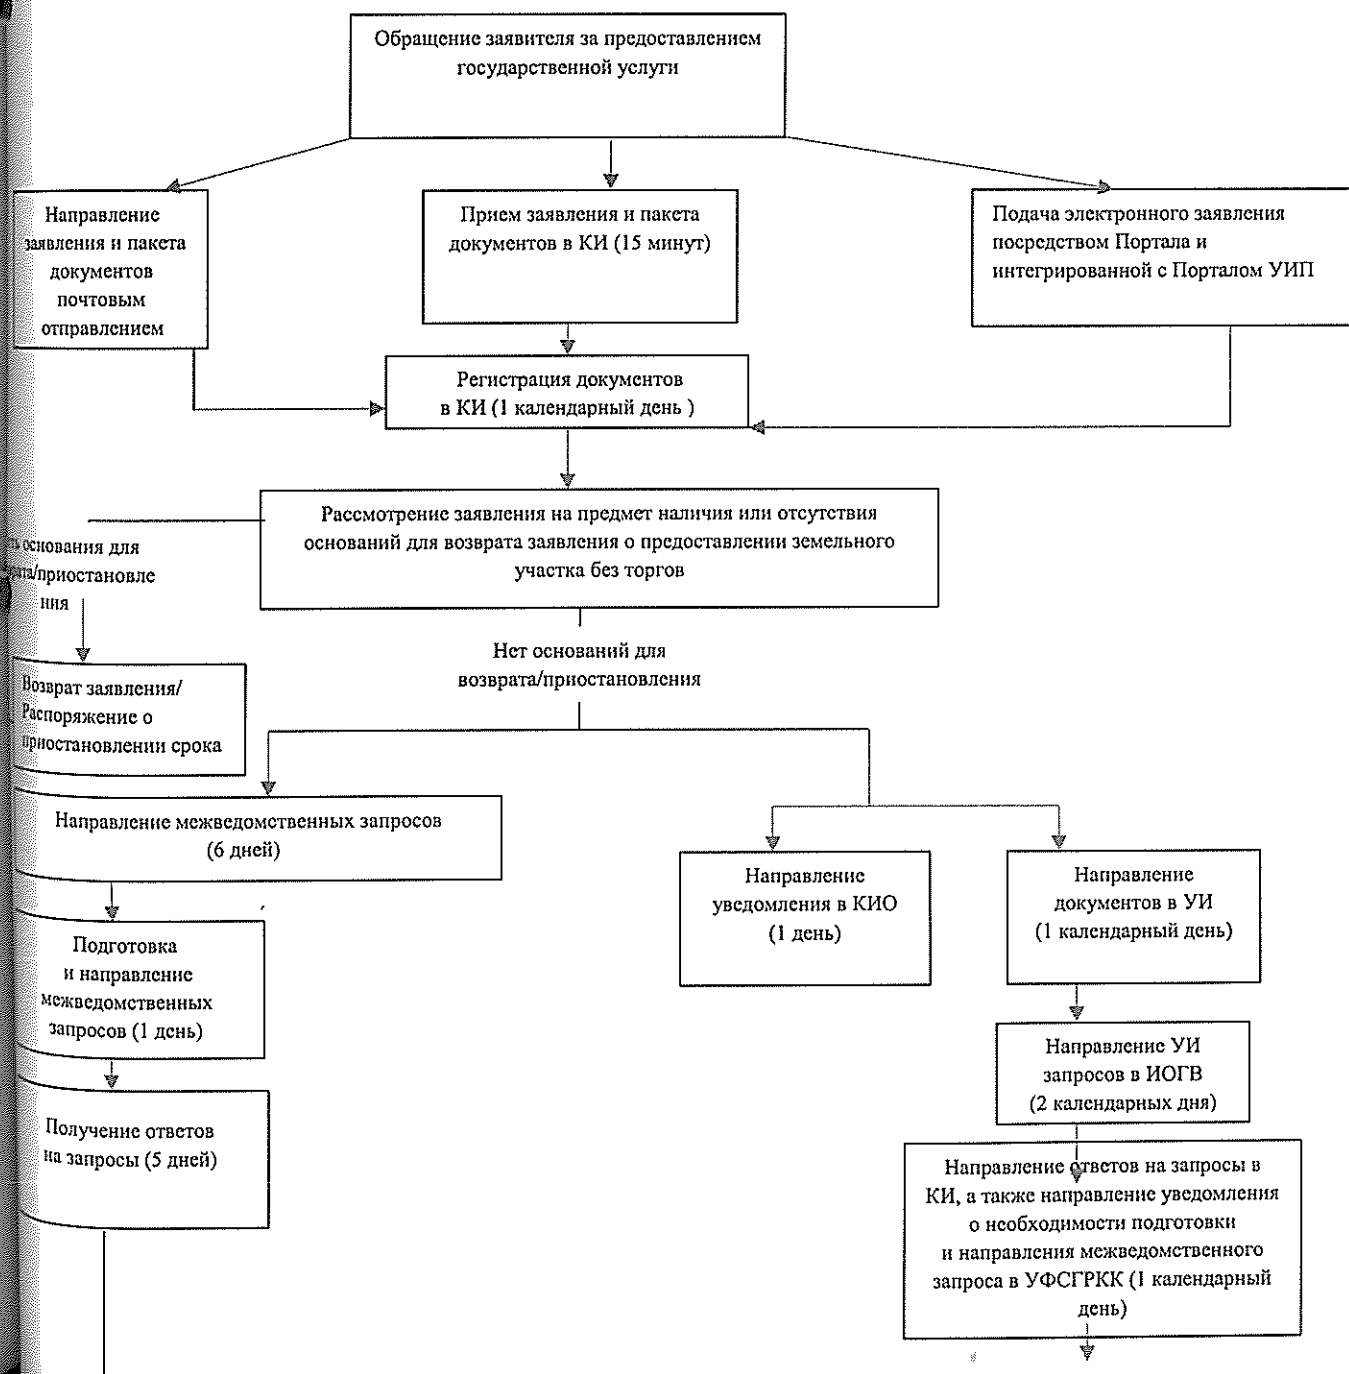 Обращение заявителя за предоставлением
государственной услуги
Направление
заявления и пакета
документов
почтовым
отправлением
Прием заявления и пакета
документов в КИ (15 минут)
Подача электронного заявления
посредством Портала и
интегрированной с Порталом УИП
Регистрация документов
в КИ (1 календарный день )
Рассмотрение заявления на предмет наличия или отсутствия
оснований для возврата заявления о предоставлении земельного
участка без торгов
основания для
/приостановле
ния
Нет оснований для
возврата/приостановления
Возврат заявления/
Распоряжение о
приостановлении срока
Направление межведомственных запросов
(6 дней)
Подготовка
и направление
межведомственных
запросов (1 день)
Получение ответов
на запросы (5 дней)
Направление
уведомления в КИО
(1 день)
Направление
документов в УИ
(1 календарный день)
Направление УИ
запросов в ИОГВ
(2 календарных дня)
Направление ответов на запросы в
КИ, а также направление уведомления
о необходимости подготовки
и направления межведомственного
запроса в УФСГРКК (1 календарный
день)